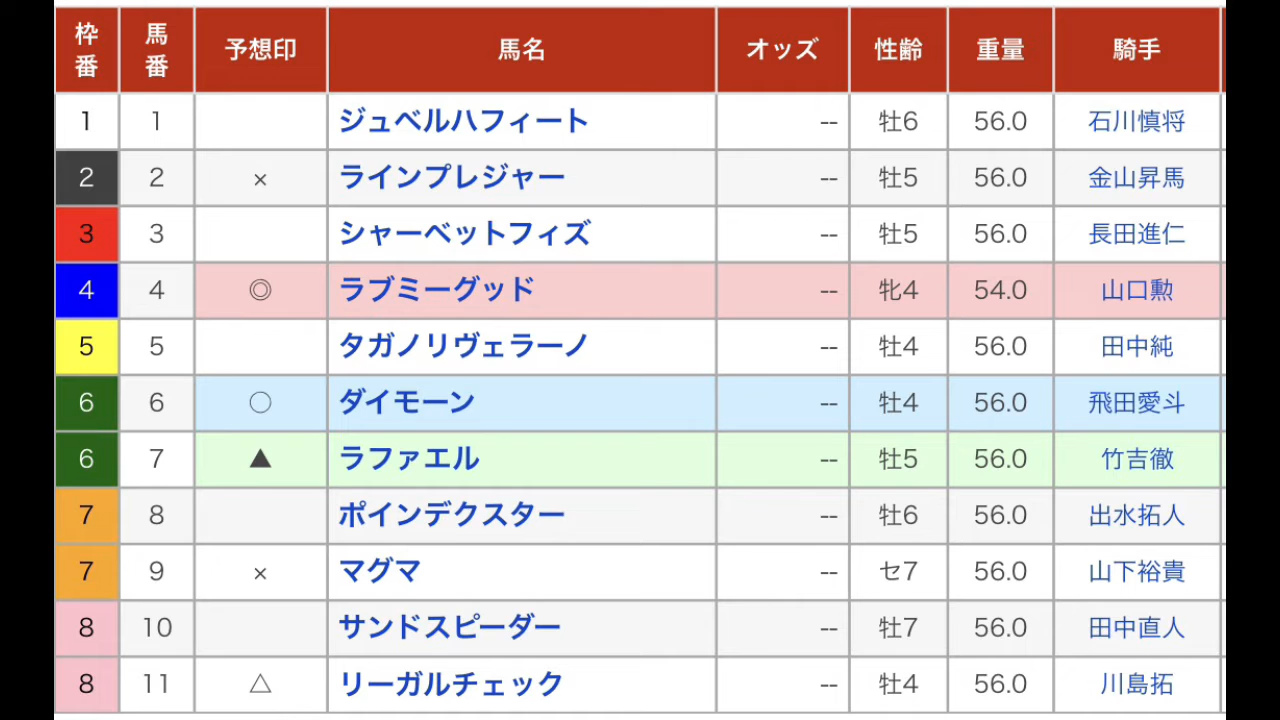 枠番 馬番 予想印 馬名 オッズ 性齢 重量 騎手
1 1 ジュベルハフィート -- 牡6 56.0 石川慎将
2 2 × ラインプレジャー -- 牡5 56.0 金山昇馬
3 3 シャーベットフィズ -- 牡5 56.0 長田進仁
4 4 ◎ ラブミーグッド -- 牝4 54.0 山口勲
5 5 タガノリヴェラーノ -- 牡4 56.0 田中純
6 6 ○ ダイモーン -- 牡4 56.0 飛田愛斗
6 7 ▲ ラファエル -- 牡5 56.0 竹吉徹
7 8 ポインデクスター -- 牡6 56.0 出水拓人
7 9 × マグマ -- セ7 56.0 山下裕貴
8 10 サンドスピーダー -- 牡7 56.0 田中直人
8 11 △ リーガルチェック -- 牡4 56.0 川島拓